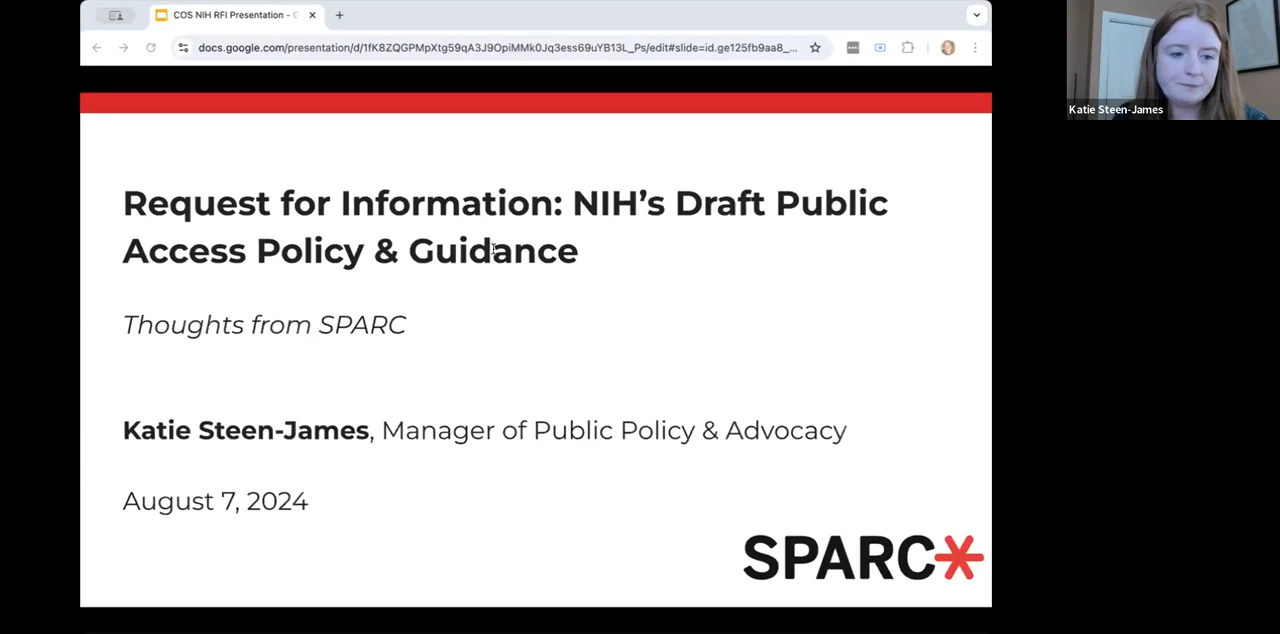 COS NIH RFI Presentation - G
docs.google.com/presentation/d/1fK8ZQGPMpXtg59qA3J9OpiMMk0Jq3ess69uYB13L_Ps/edit#slide=id.ge125fb9aa8_...
Katie Steen-James
Request for Information: NIH's Draft Public
Access Policy & Guidance
Thoughts from SPARC
Katie Steen-James, Manager of Public Policy & Advocacy
August 7, 2024
SPARC*